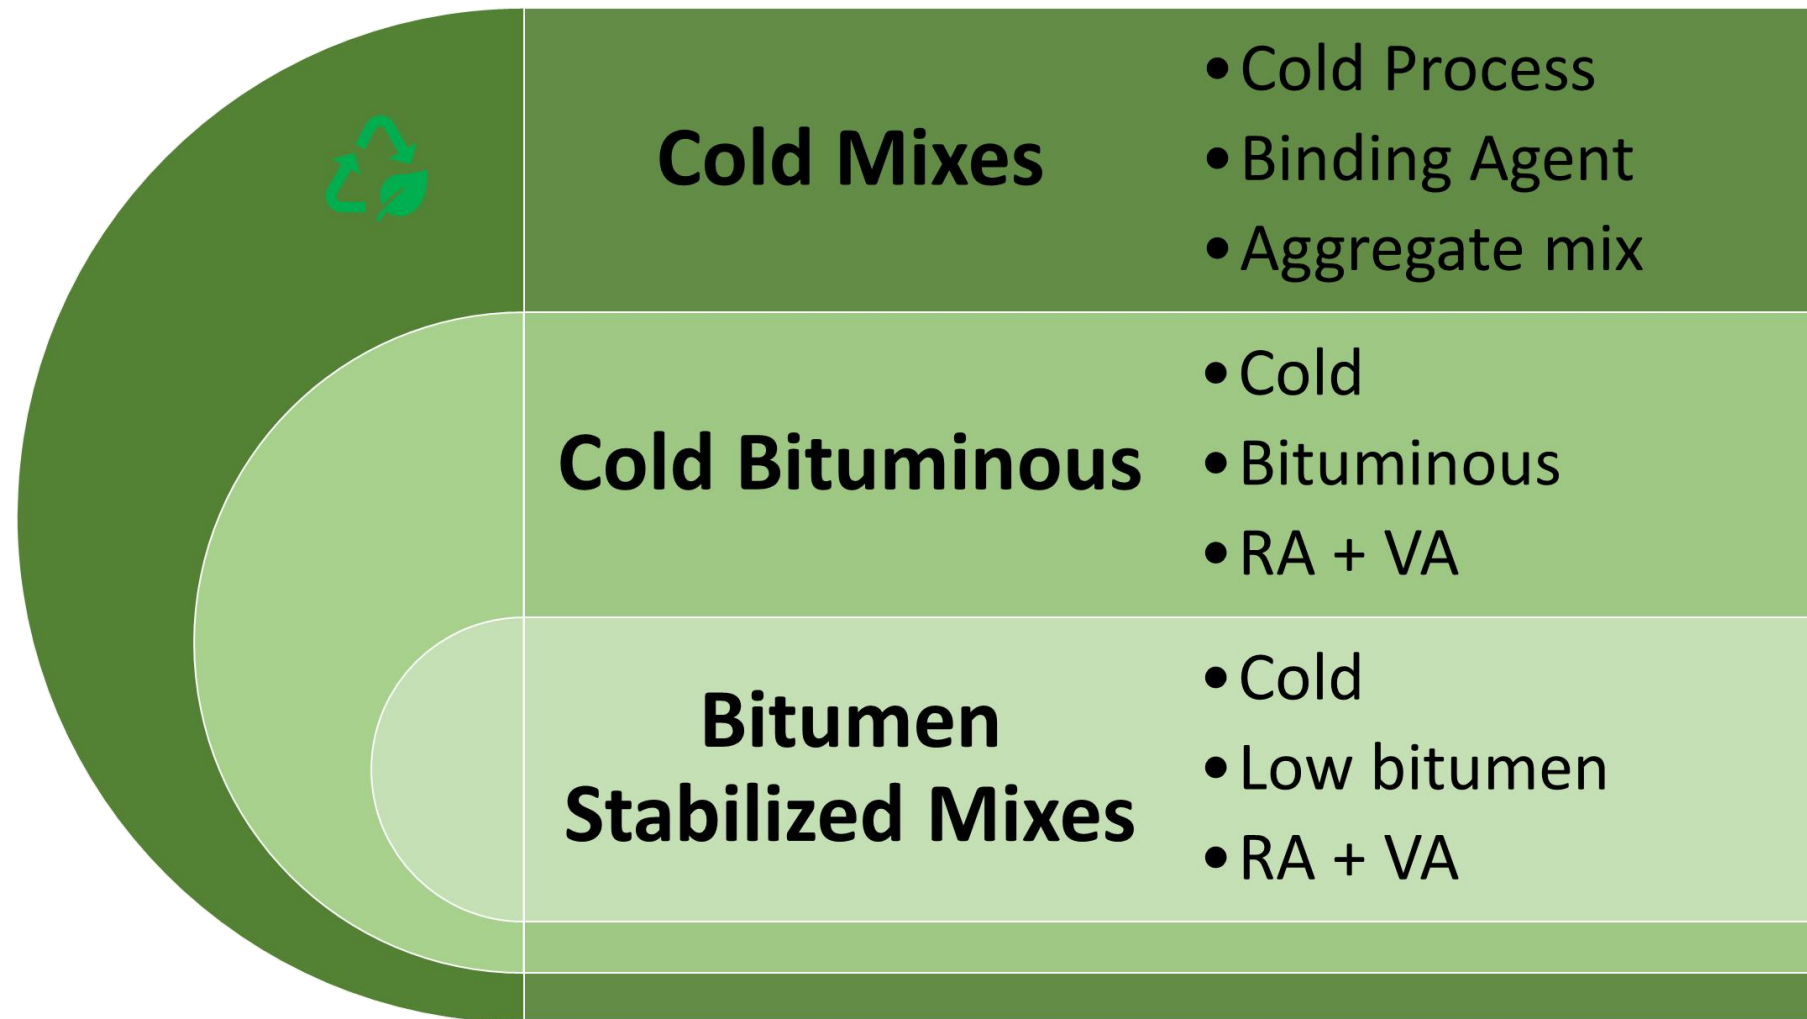 Cold Mixes
• Cold Process
• Binding Agent
• Aggregate mix
Cold Bituminous
• Cold
• Bituminous
• RA + VA
Bitumen
Stabilized Mixes
• Cold
• Low bitumen
• RA + VA